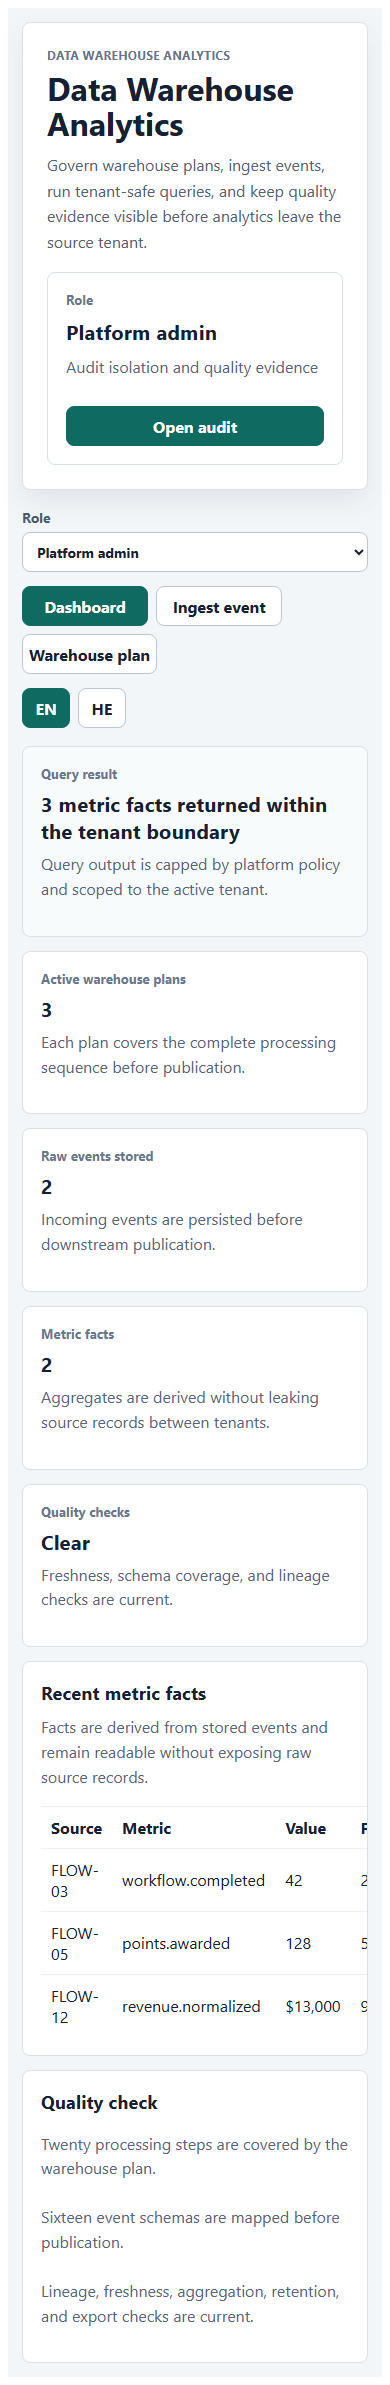 DATA WAREHOUSE ANALYTICS
Data Warehouse
Analytics
Govern warehouse plans, ingest events,
run tenant-safe queries, and keep quality
evidence visible before analytics leave the
source tenant.
Role
Platform admin
Audit isolation and quality evidence
Open audit
Role
Platform admin
Dashboard
Ingest event
Warehouse plan
EN
HE
Query result
3 metric facts returned within
the tenant boundary
Query output is capped by platform policy
and scoped to the active tenant.
Active warehouse plans
3
Each plan covers the complete processing
sequence before publication.
Raw events stored
2
Incoming events are persisted before
downstream publication.
Metric facts
2
Aggregates are derived without leaking
source records between tenants.
Quality checks
Clear
Freshness, schema coverage, and lineage
checks are current.
Recent metric facts
Facts are derived from stored events and
remain readable without exposing raw
source records.
Source Metric Value
FLOW-
03
workflow.completed 42 2
FLOW-
05
points.awarded 128 5
FLOW-
12
revenue.normalized $13,000 9
Quality check
Twenty processing steps are covered by the
warehouse plan.
Sixteen event schemas are mapped before
publication.
Lineage, freshness, aggregation, retention,
and export checks are current.